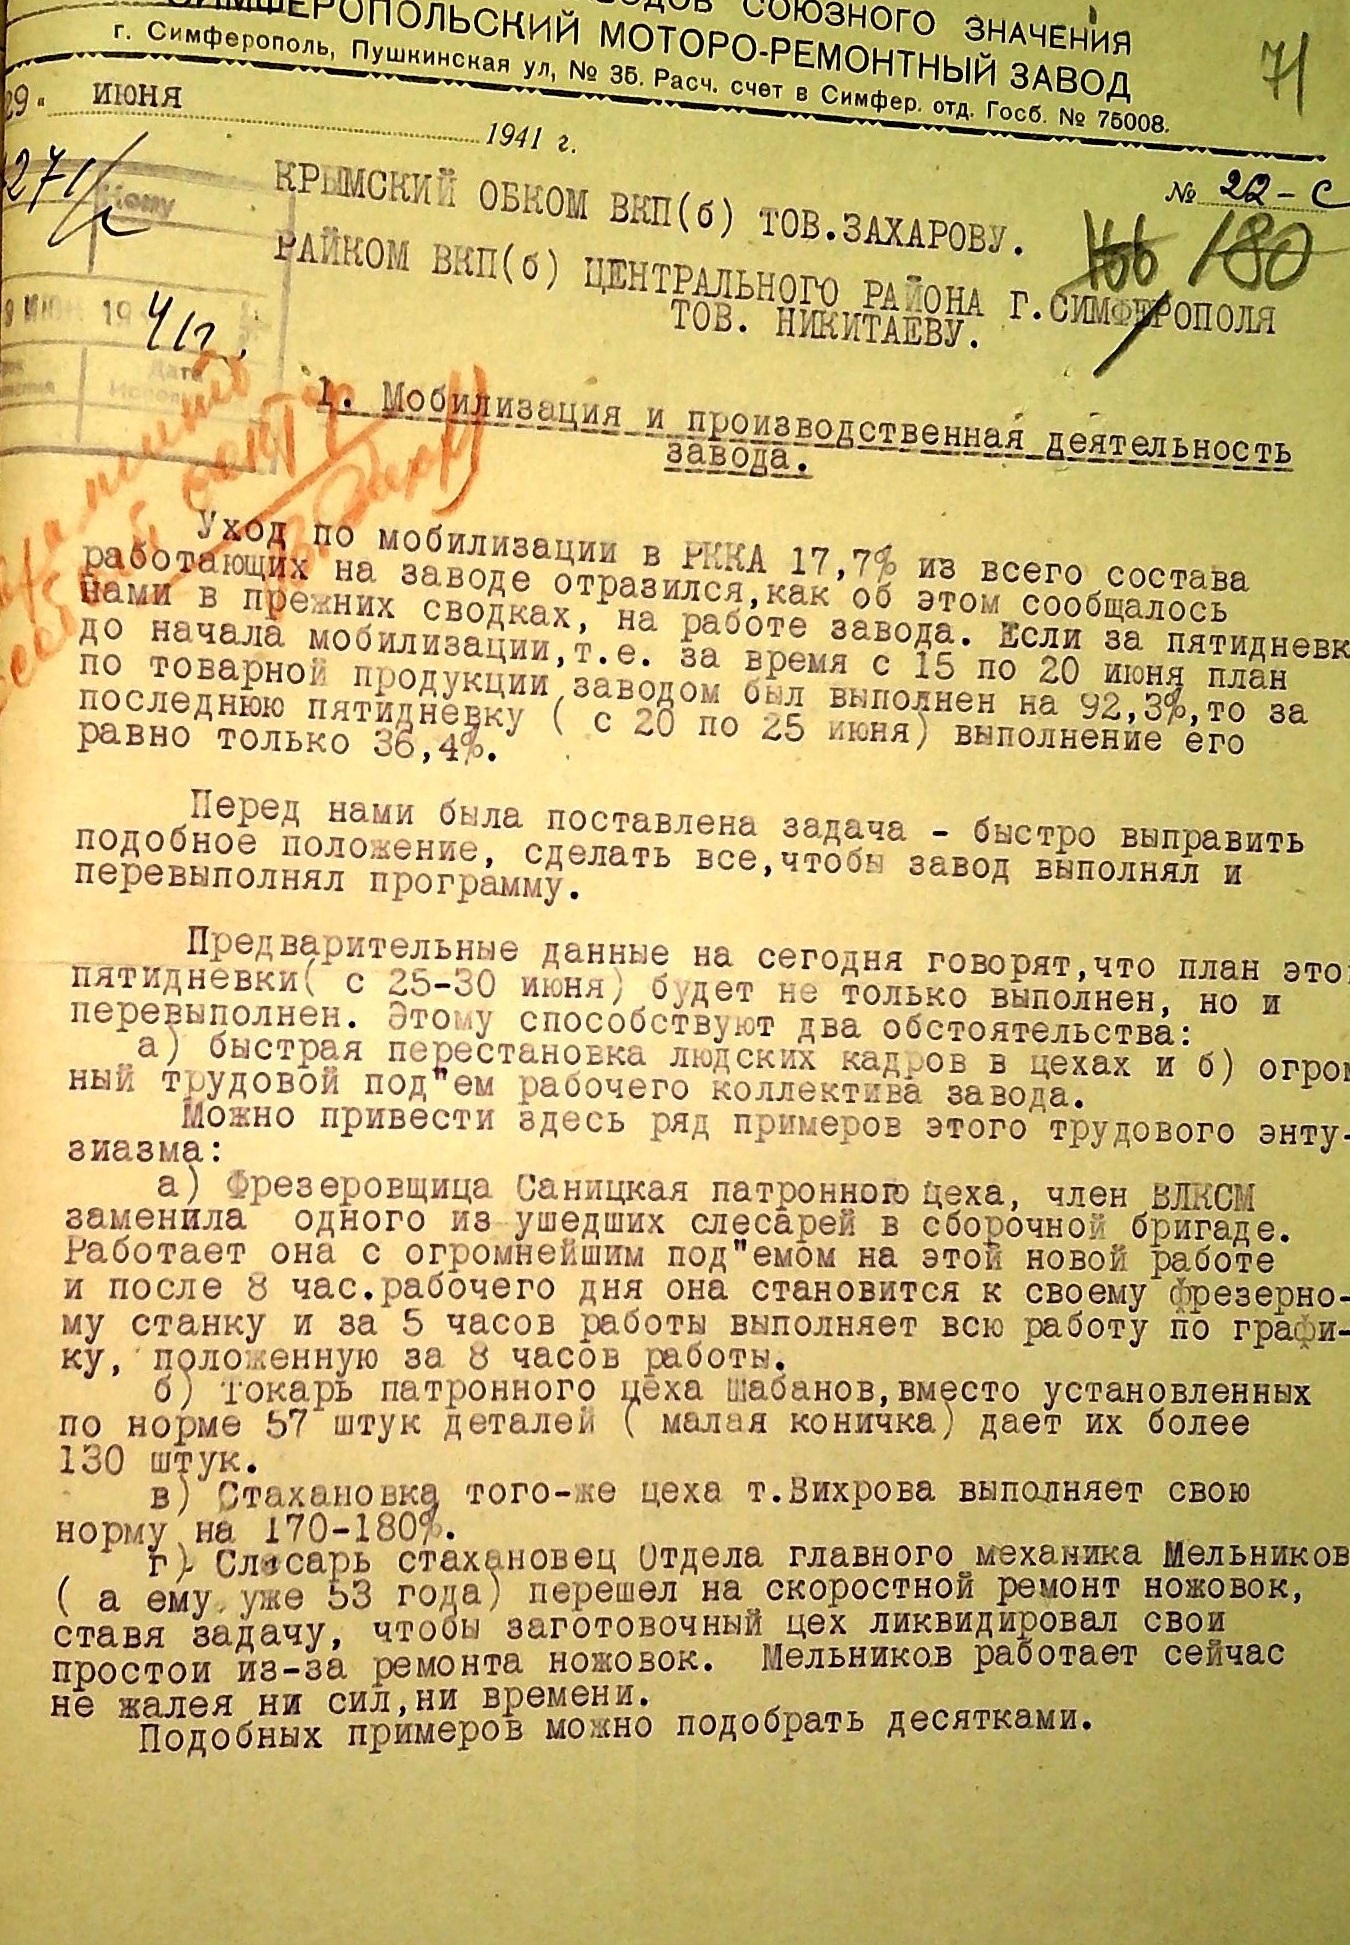 СОЮЗНОГО ЗНАЧЕНИЯ
СИМФЕРОПОЛЬСКИЙ МОТОРО-РЕМОНТНЫЙ ЗАВОД
г. Симферополь, Пушкинская ул, № 35. Расч. счет в Симфер. отд. Госб. № 75008.
71
29 " июня 1941 г.
№ 22-с
271/с
Кому
166 180
КРЫМСКИЙ ОБКОМ ВКП(б) ТОВ.ЗАХАРОВУ.
РАЙКОМ ВКП(б) ЦЕНТРАЛЬНОГО РАЙОНА Г.СИМФЕРОПОЛЯ
ТОВ. НИКИТАЕВУ.
9 ИЮН 1941г.
Дата
1. Мобилизация и производственная деятельность
завода.
Уход по мобилизации в РККА 17,7% из всего состава
работающих на заводе отразился,как об этом сообщалось
нами в прежних сводках, на работе завода. Если за пятидневк
до начала мобилизации,т.е. за время с 15 по 20 июня план
по товарной продукции заводом был выполнен на 92,3%,то за
последнюю пятидневку ( с 20 по 25 июня) выполнение его
равно только 36,4%.
Перед нами была поставлена задача - быстро выправить
подобное положение, сделать все,чтобы завод выполнял и
перевыполнял программу.
Предварительные данные на сегодня говорят,что план это
пятидневки( с 25-30 июня) будет не только выполнен, но и
перевыполнен. Этому способствуют два обстоятельства:
а) быстрая перестановка людских кадров в цехах и б) огром
ный трудовой под"ем рабочего коллектива завода.
Можно привести здесь ряд примеров этого трудового энту-
зиазма:
а) Фрезеровщица Саницкая патронного цеха, член ВЛКСМ
заменила одного из ушедших слесарей в сборочной бригаде.
Работает она с огромнейшим под"емом на этой новой работе
и после 8 час.рабочего дня она становится к своему фрезерно-
му станку и за 5 часов работы выполняет всю работу по графи-
ку, положенную за 8 часов работы.
б) Токарь патронного цеха Шабанов,вместо установленных
по норме 57 штук деталей ( малая коничка) дает их более
130 штук.
в) Стахановка того-же цеха т.Вихрова выполняет свою
норму на 170-180%.
г) Слесарь стахановец Отдела главного механика Мельников
( а ему уже 53 года) перешел на скоростной ремонт ножовок,
ставя задачу, чтобы заготовочный цех ликвидировал свои
простои из-за ремонта ножовок. Мельников работает сейчас
не жалея ни сил,ни времени.
Подобных примеров можно подобрать десятками.